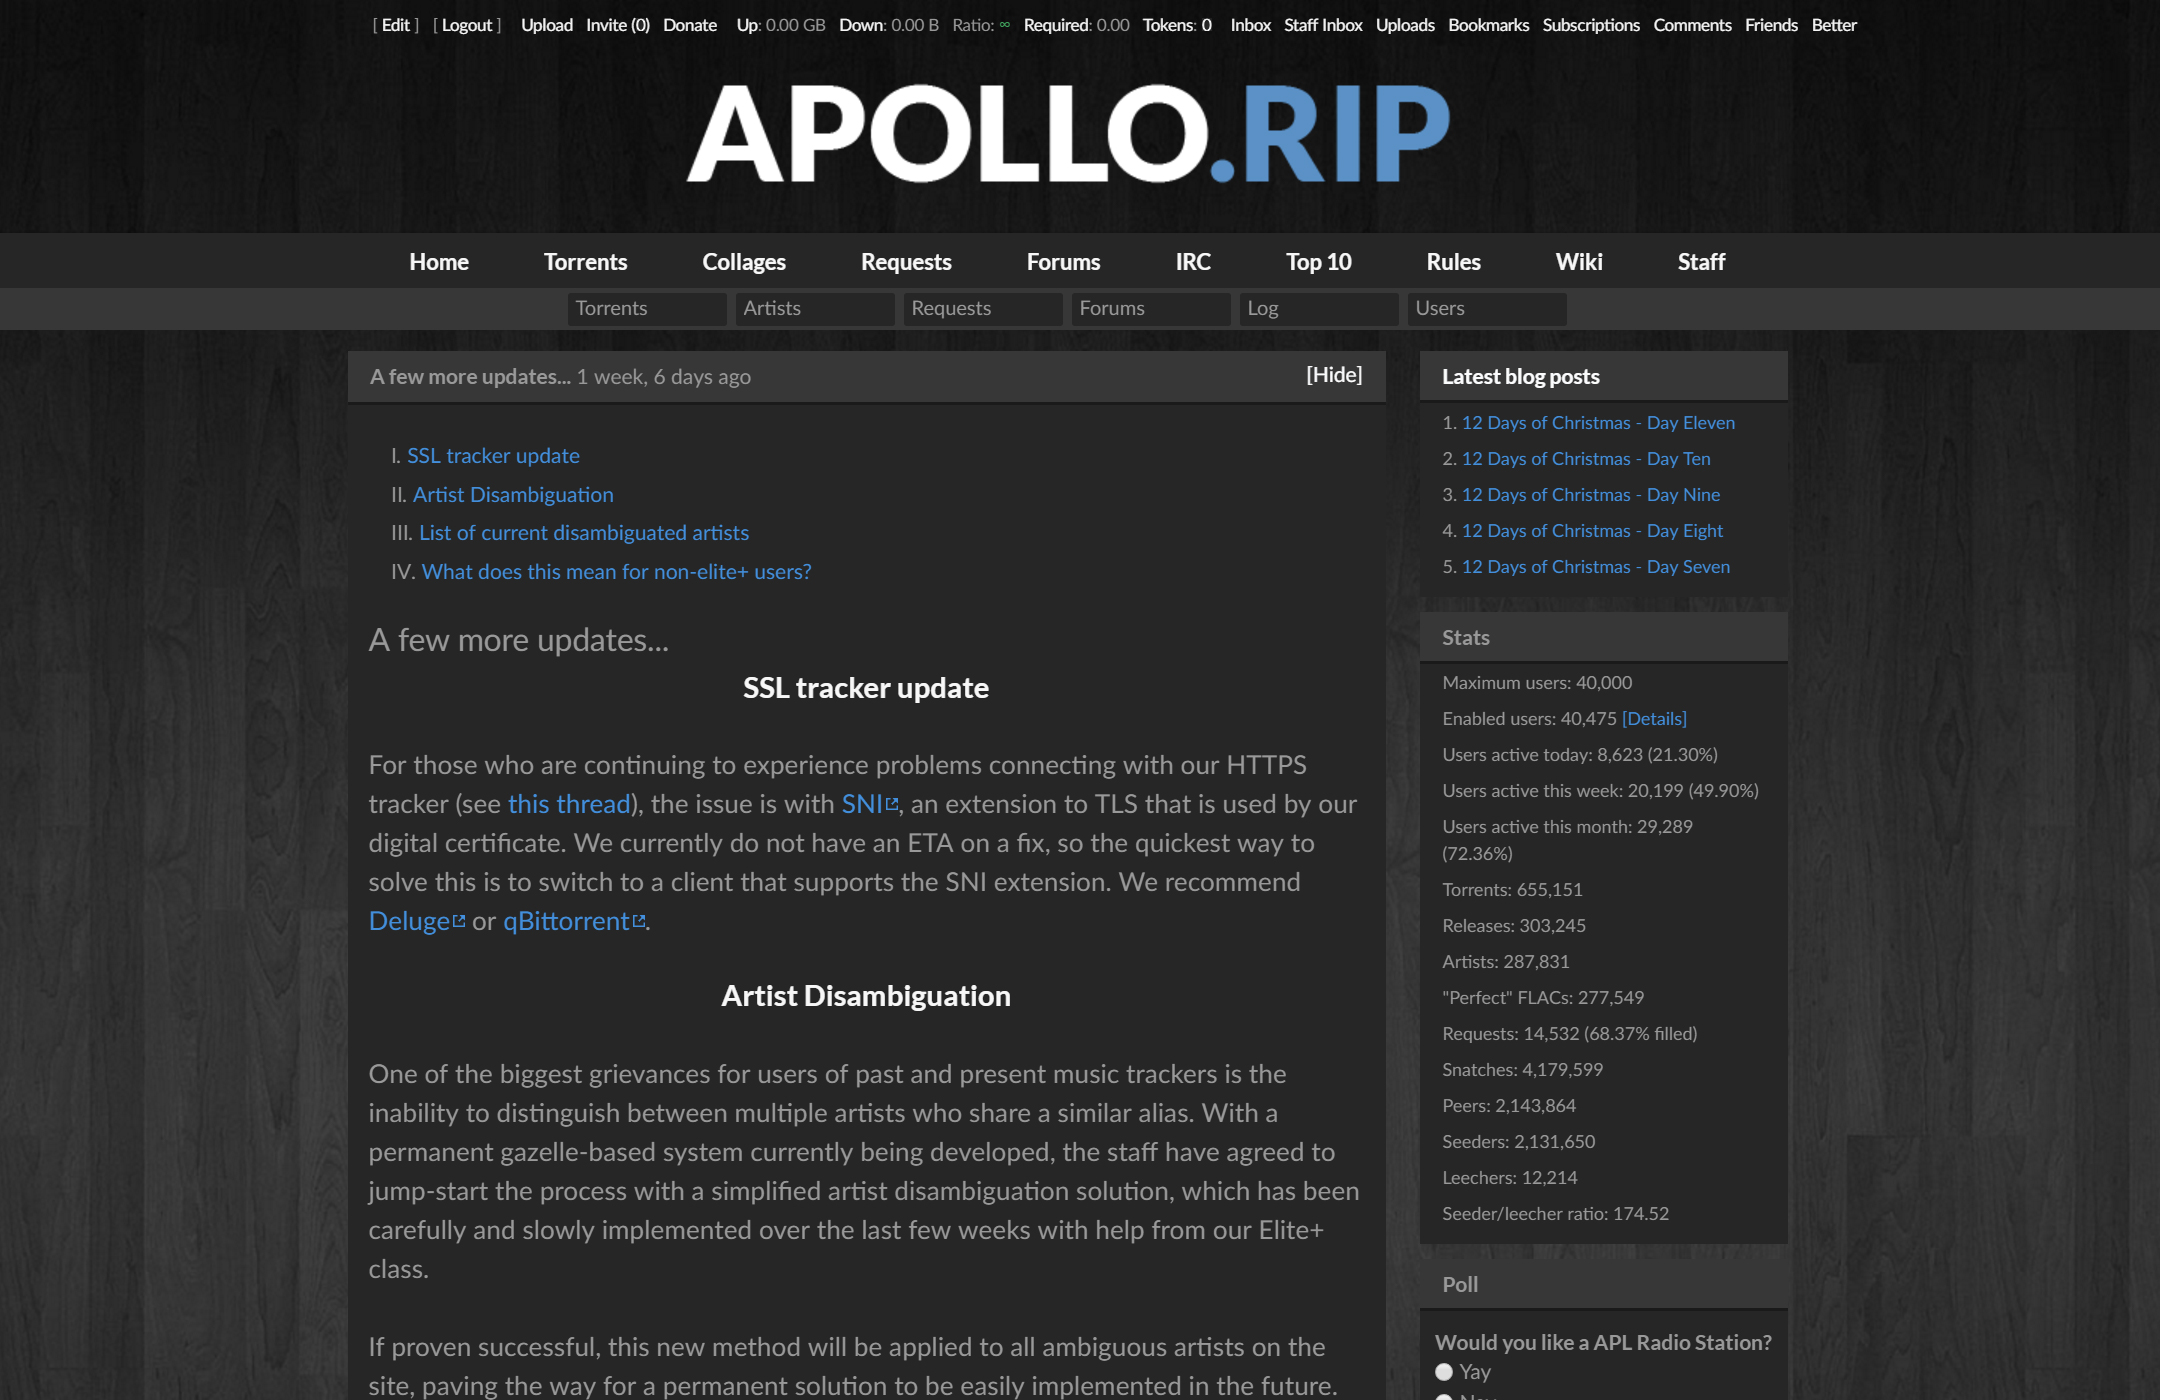 [ Edit ] [ Logout ] Upload Invite (0) Donate Up: 0.00 GB Down: 0.00 B Ratio: ∞ Required: 0.00 Tokens: 0 Inbox Staff Inbox Uploads Bookmarks Subscriptions Comments Friends Better
APOLLO.RIP
Home Torrents Collages Requests Forums IRC Top 10 Rules Wiki Staff
Torrents Artists Requests Forums Log Users
A few more updates... 1 week, 6 days ago [Hide]
I. SSL tracker update
II. Artist Disambiguation
III. List of current disambiguated artists
IV. What does this mean for non-elite+ users?
A few more updates...
SSL tracker update
For those who are continuing to experience problems connecting with our HTTPS
tracker (see this thread), the issue is with SNI, an extension to TLS that is used by our
digital certificate. We currently do not have an ETA on a fix, so the quickest way to
solve this is to switch to a client that supports the SNI extension. We recommend
Deluge or qBittorrent.
Artist Disambiguation
One of the biggest grievances for users of past and present music trackers is the
inability to distinguish between multiple artists who share a similar alias. With a
permanent gazelle-based system currently being developed, the staff have agreed to
jump-start the process with a simplified artist disambiguation solution, which has been
carefully and slowly implemented over the last few weeks with help from our Elite+
class.
If proven successful, this new method will be applied to all ambiguous artists on the
site, paving the way for a permanent solution to be easily implemented in the future.
Latest blog posts
1. 12 Days of Christmas - Day Eleven
2. 12 Days of Christmas - Day Ten
3. 12 Days of Christmas - Day Nine
4. 12 Days of Christmas - Day Eight
5. 12 Days of Christmas - Day Seven
Stats
Maximum users: 40,000
Enabled users: 40,475 [Details]
Users active today: 8,623 (21.30%)
Users active this week: 20,199 (49.90%)
Users active this month: 29,289
(72.36%)
Torrents: 655,151
Releases: 303,245
Artists: 287,831
"Perfect" FLACs: 277,549
Requests: 14,532 (68.37% filled)
Snatches: 4,179,599
Peers: 2,143,864
Seeders: 2,131,650
Leechers: 12,214
Seeder/leecher ratio: 174.52
Poll
Would you like a APL Radio Station?
Yay